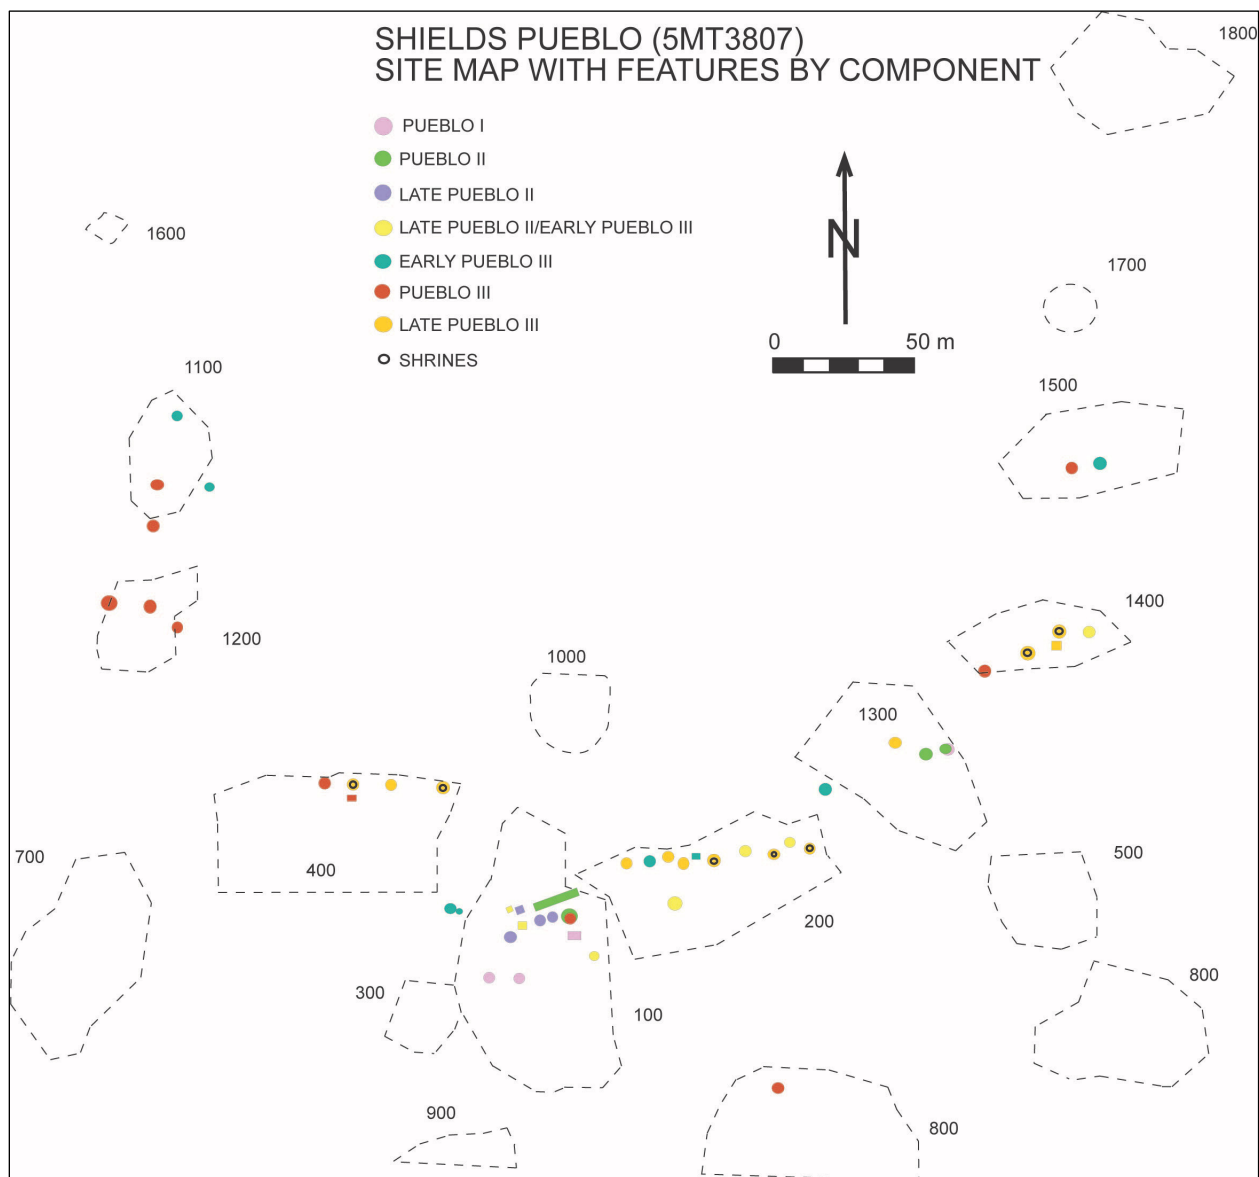 SHIELDS PUEBLO (5MT3807)
SITE MAP WITH FEATURES BY COMPONENT
1800
PUEBLO I
PUEBLO II
LATE PUEBLO II
LATE PUEBLO II/EARLY PUEBLO III
EARLY PUEBLO III
PUEBLO III
LATE PUEBLO III
SHRINES
N
0 50 m
1600
1700
1100
1500
1200
1400
1000
1300
700
400
500
200
300
100
800
900
800